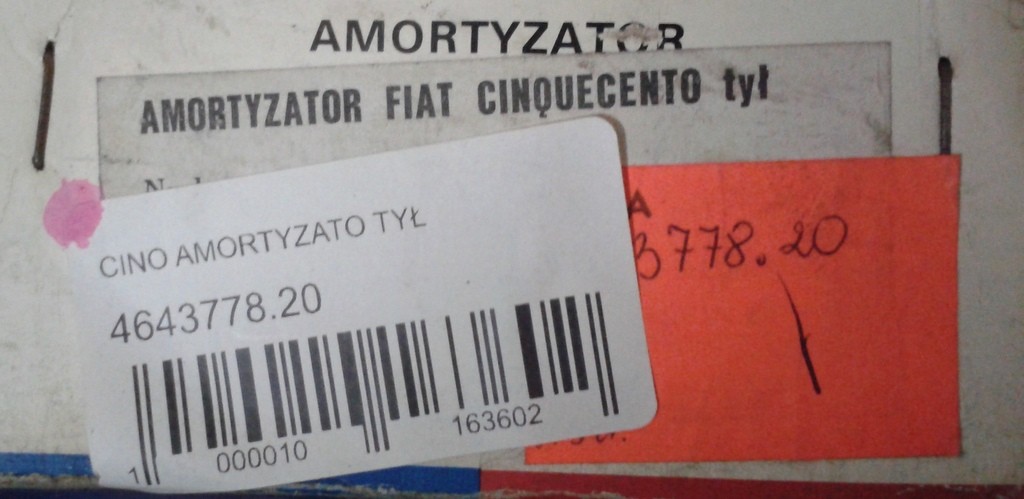 AMORTYZATOR
AMORTYZATOR FIAT CINQUECENTO tył
CINO AMORTYZATO TYŁ
4643778.20
3778.20
1 000010 163602